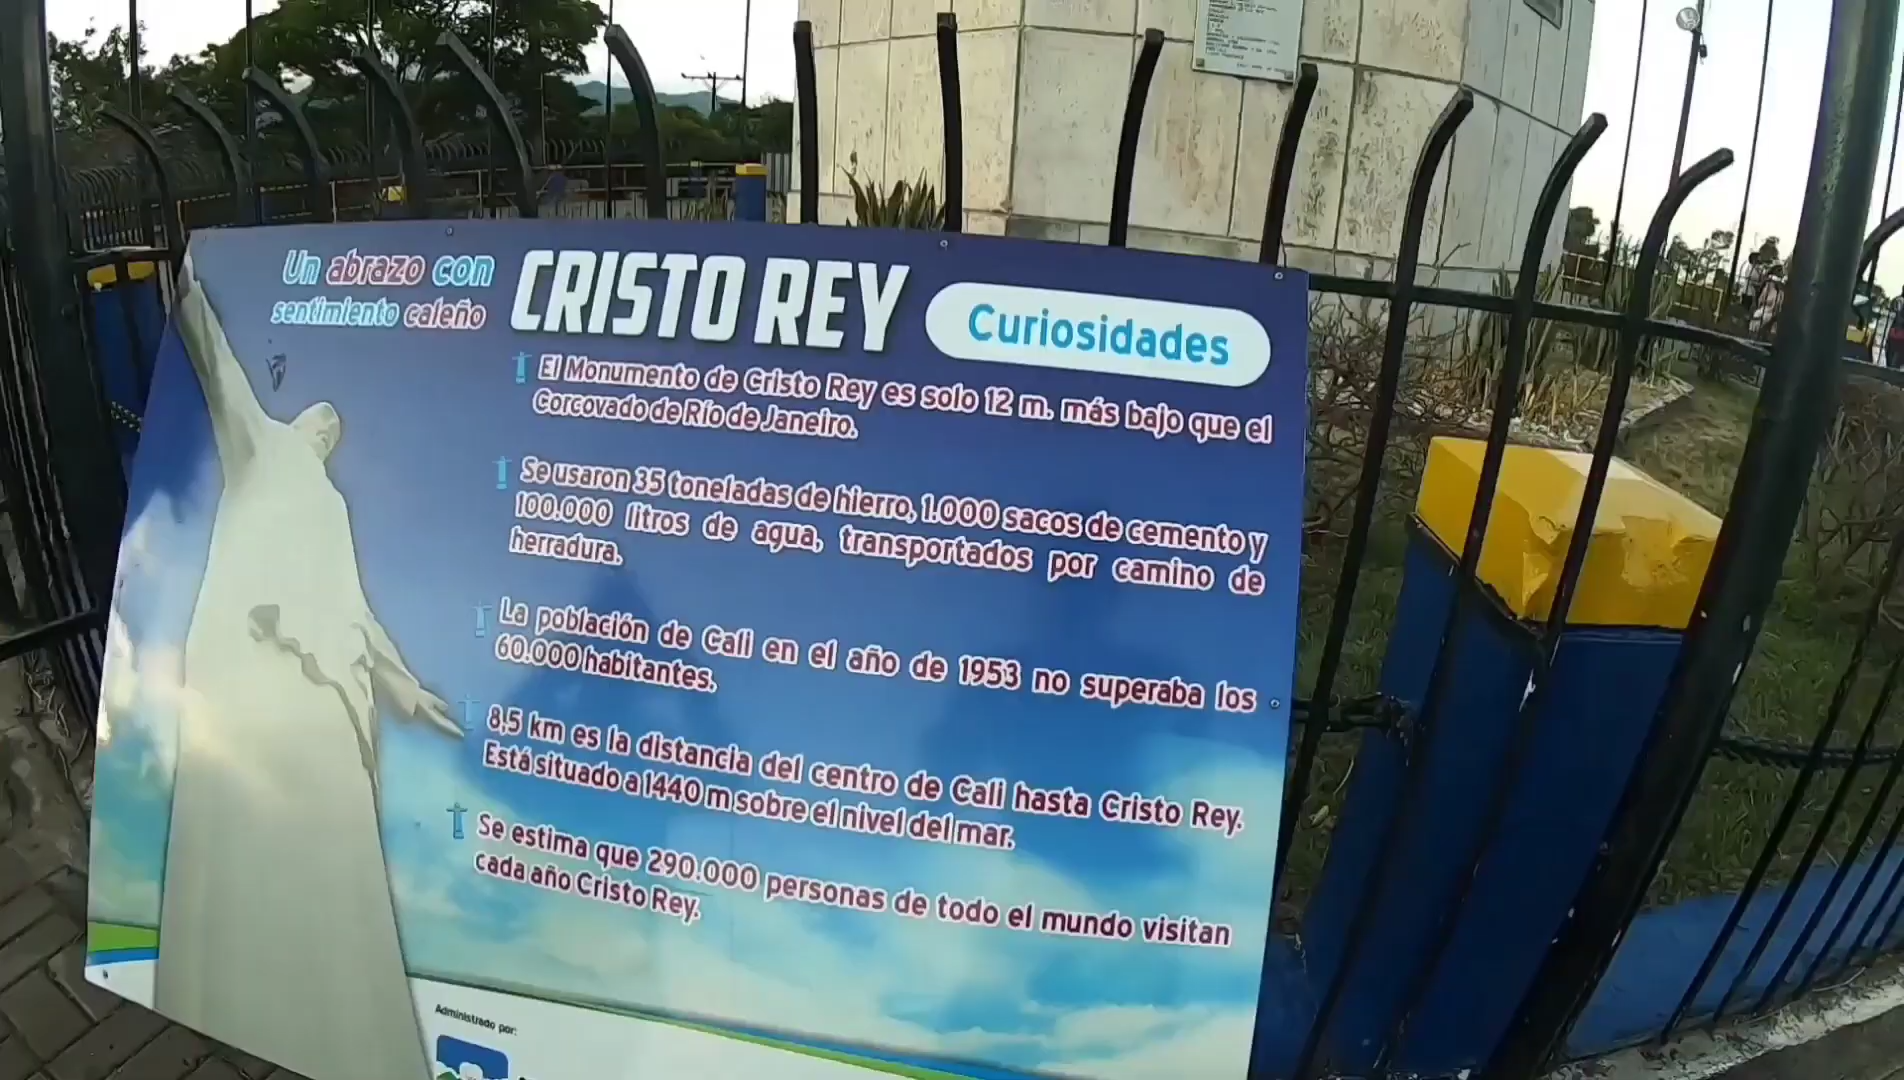 Un abrazo con
sentimiento caleño
CRISTO REY
Curiosidades
El Monumento de Cristo Rey es solo 12 m. más bajo que el
Corcovado de Río de Janeiro.
Se usaron 35 toneladas de hierro, 1.000 sacos de cemento y
100.000 litros de agua, transportados por camino de
herradura.
La población de Cali en el año de 1953 no superaba los
60.000 habitantes.
8,5 km es la distancia del centro de Cali hasta Cristo Rey.
Está situado a 1440 m sobre el nivel del mar.
Se estima que 290.000 personas de todo el mundo visitan
cada año Cristo Rey.
Administrado por: